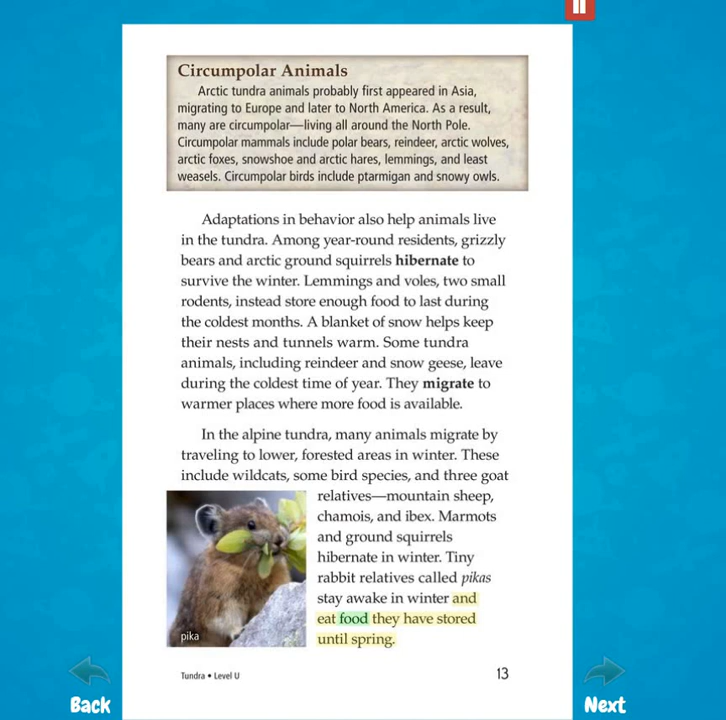 Circumpolar Animals
Arctic tundra animals probably first appeared in Asia,
migrating to Europe and later to North America. As a result,
many are circumpolar—living all around the North Pole.
Circumpolar mammals include polar bears, reindeer, arctic wolves,
arctic foxes, snowshoe and arctic hares, lemmings, and least
weasels. Circumpolar birds include ptarmigan and snowy owls.
Adaptations in behavior also help animals live
in the tundra. Among year-round residents, grizzly
bears and arctic ground squirrels hibernate to
survive the winter. Lemmings and voles, two small
rodents, instead store enough food to last during
the coldest months. A blanket of snow helps keep
their nests and tunnels warm. Some tundra
animals, including reindeer and snow geese, leave
during the coldest time of year. They migrate to
warmer places where more food is available.
In the alpine tundra, many animals migrate by
traveling to lower, forested areas in winter. These
include wildcats, some bird species, and three goat
relatives—mountain sheep,
chamois, and ibex. Marmots
and ground squirrels
hibernate in winter. Tiny
rabbit relatives called pikas
stay awake in winter and
eat food they have stored
until spring.
pika
Tundra • Level U
13
Back
Next